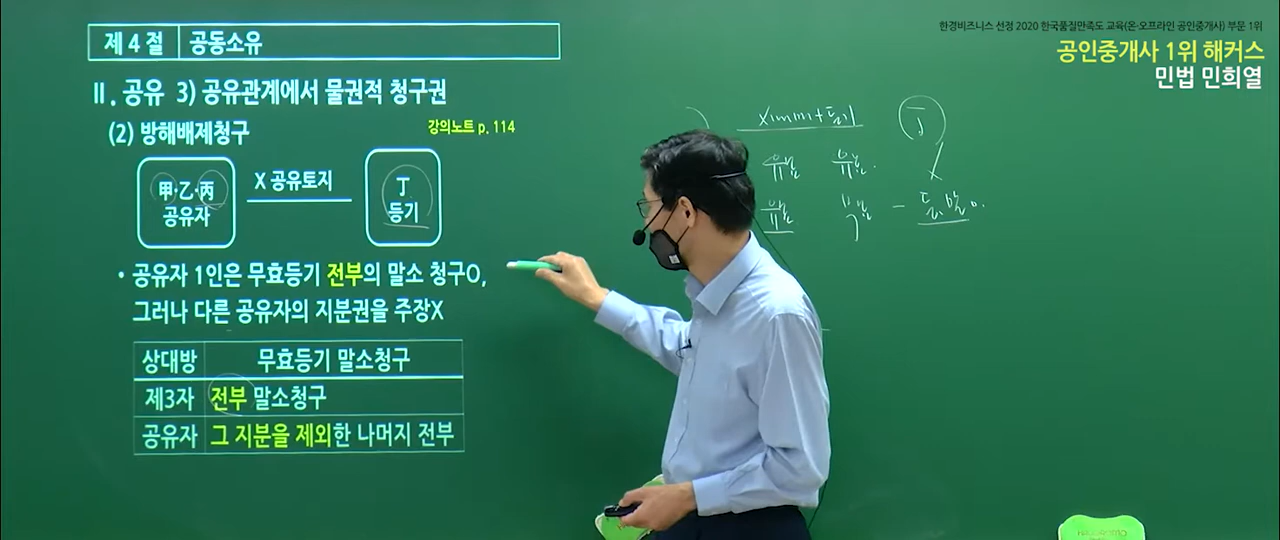 한경비즈니스 선정 2020 한국품질만족도 교육(온·오프라인 공인중개사) 부문 1위
공인중개사 1위 해커스
민법 민희열
제 4 절 공동소유
Ⅱ. 공유 3) 공유관계에서 물권적 청구권
(2) 방해배제청구
강의노트 p. 114
甲·乙·丙
공유자
X 공유토지
丁
등기
• 공유자 1인은 무효등기 전부의 말소 청구O,
그러나 다른 공유자의 지분권을 주장X
상대방 무효등기 말소청구
제3자 전부 말소청구
공유자 그 지분을 제외한 나머지 전부